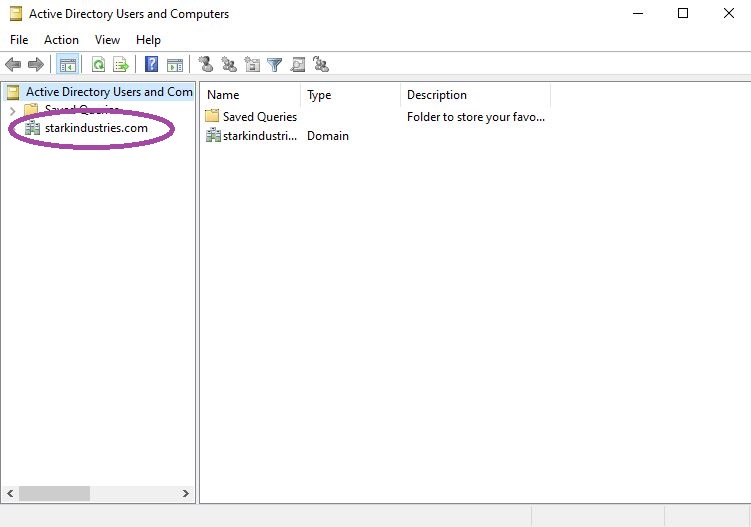 Active Directory Users and Computers
File Action View Help
Active Directory Users and Com
Saved Queries
starkindustries.com
Name Type Description
Saved Queries Folder to store your favo...
starkindustri... Domain